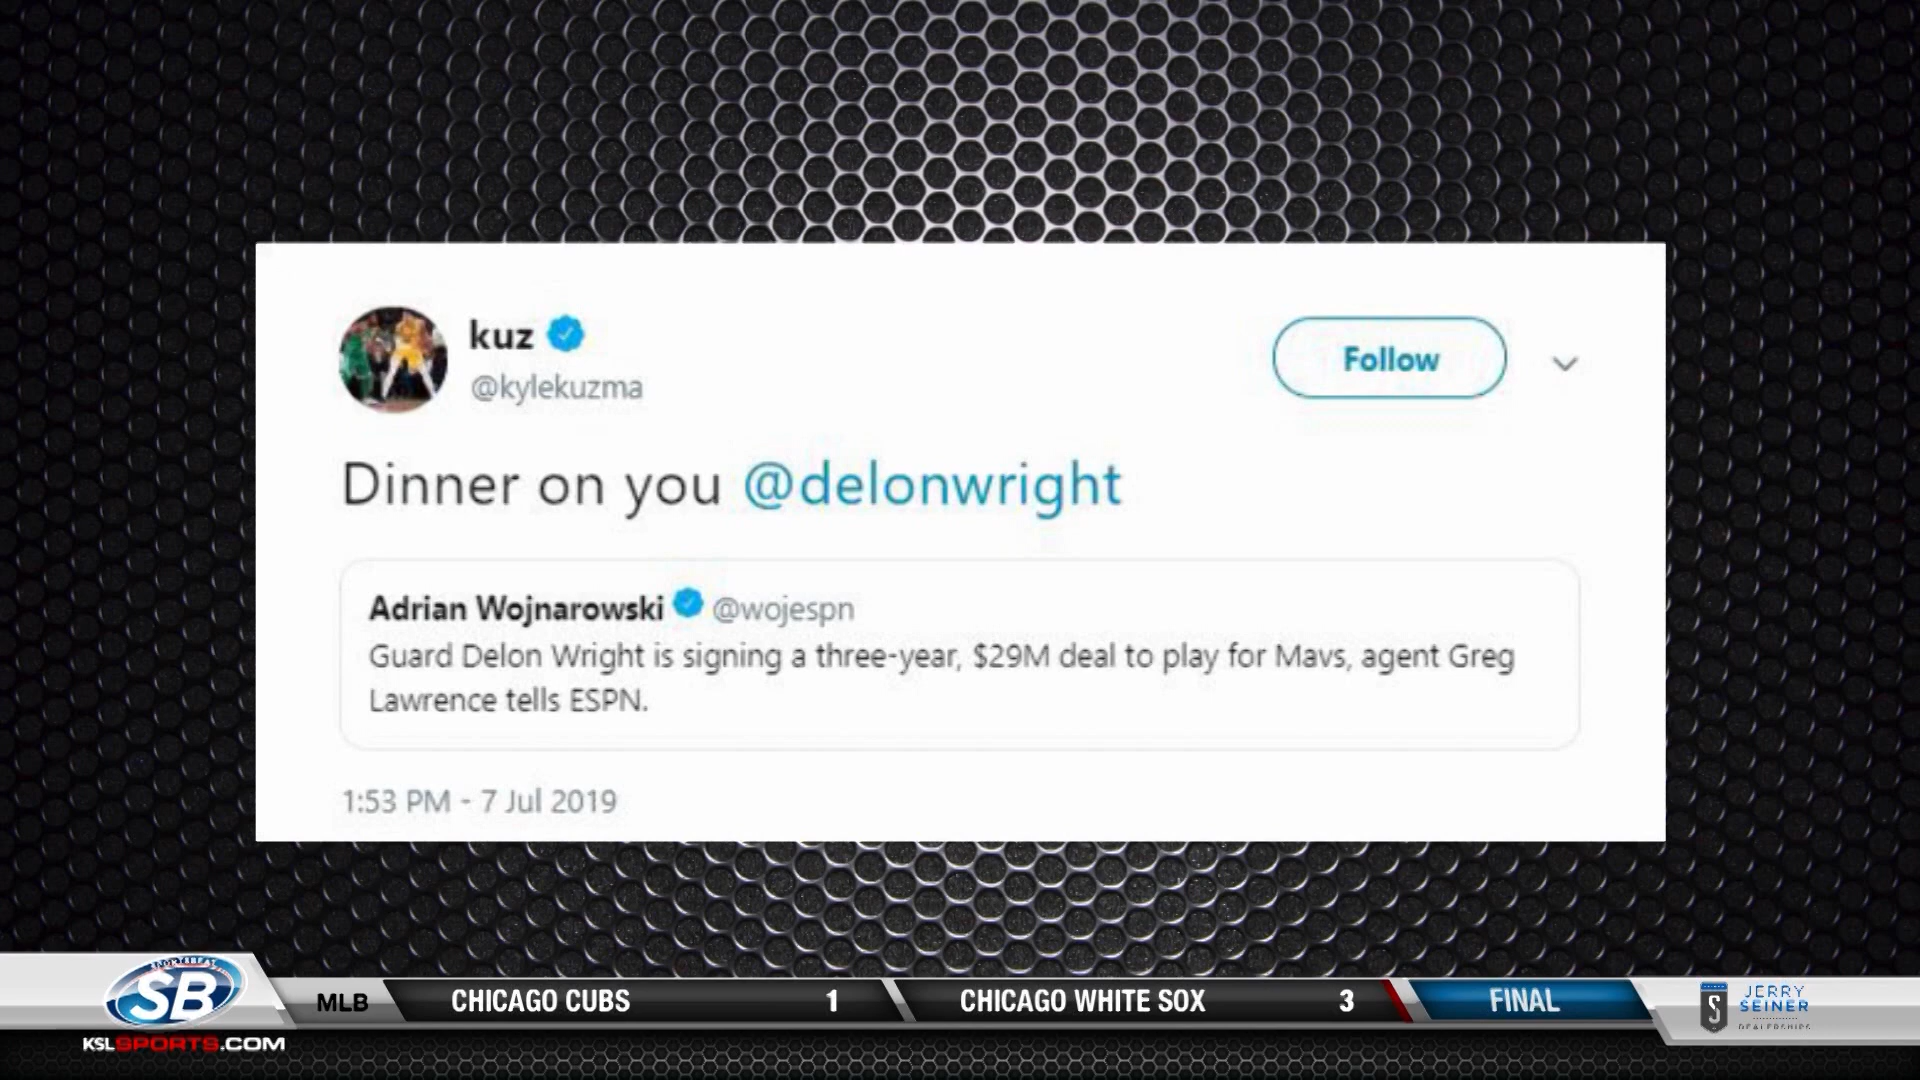 kuz
@kylekuzma
Follow
Dinner on you @delonwright
Adrian Wojnarowski @wojespn
Guard Delon Wright is signing a three-year, $29M deal to play for Mavs, agent Greg
Lawrence tells ESPN.
1:53 PM - 7 Jul 2019
SPORTSBEAT
SB
KSLSPORTS.COM
MLB CHICAGO CUBS 1 CHICAGO WHITE SOX 3 FINAL
S
JERRY
SEINER
DEALERSHIPS